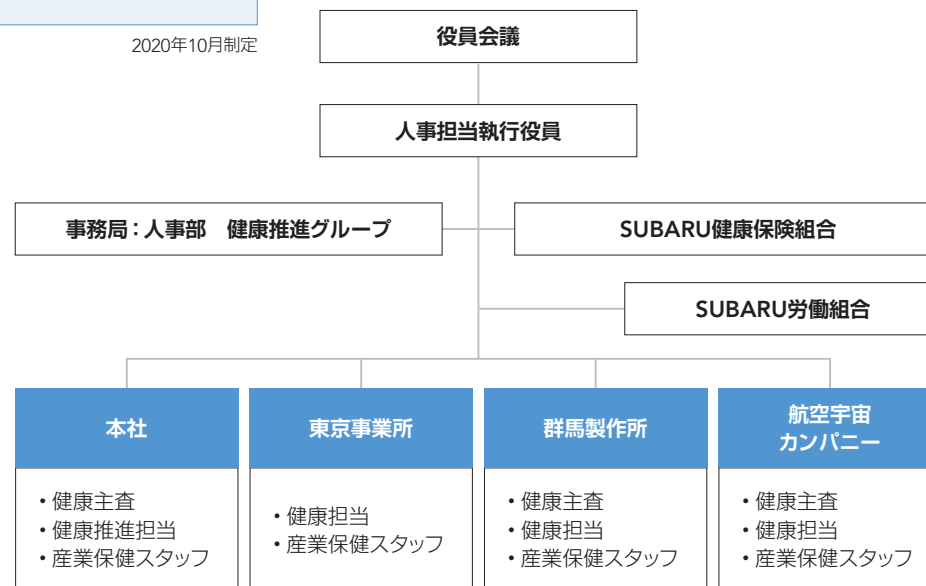 2020年10月制定
役員会議
人事担当執行役員
事務局：人事部　健康推進グループ
SUBARU健康保険組合
SUBARU労働組合
本社
・健康主査
・健康推進担当
・産業保健スタッフ
東京事業所
・健康担当
・産業保健スタッフ
群馬製作所
・健康主査
・健康担当
・産業保健スタッフ
航空宇宙
カンパニー
・健康主査
・健康担当
・産業保健スタッフ